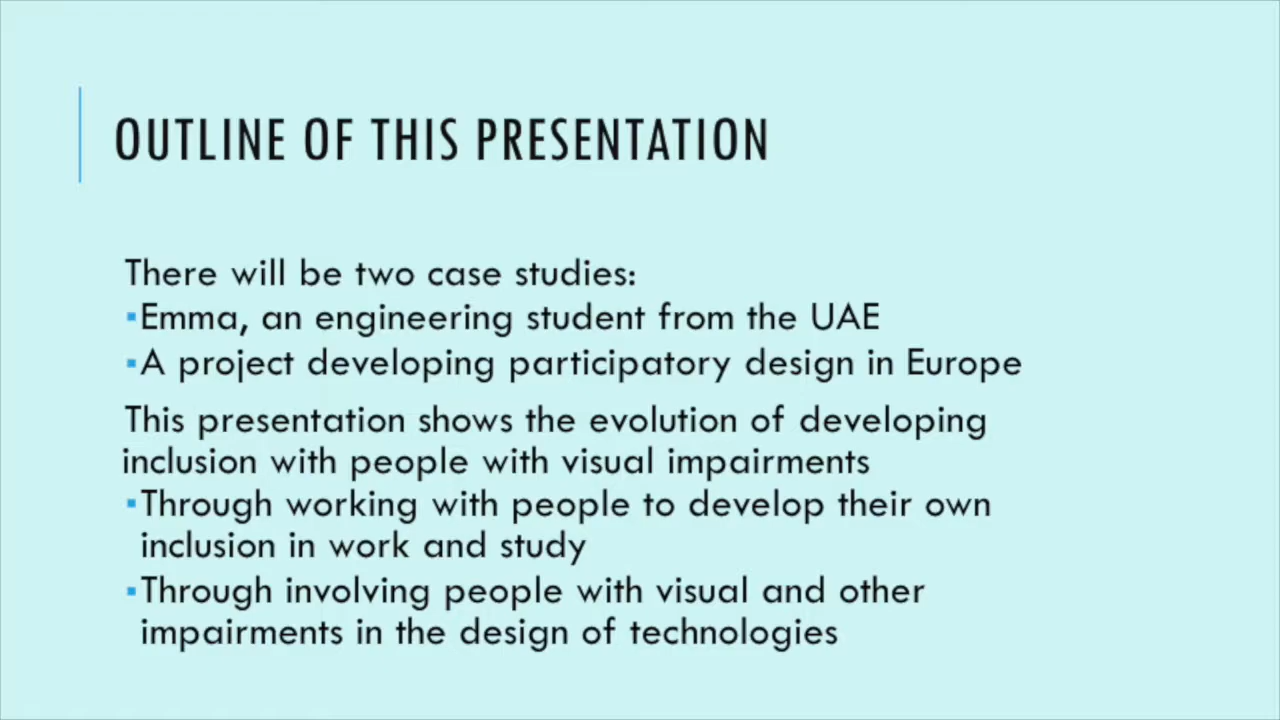 OUTLINE OF THIS PRESENTATION
There will be two case studies:
▪Emma, an engineering student from the UAE
▪A project developing participatory design in Europe
This presentation shows the evolution of developing
inclusion with people with visual impairments
▪Through working with people to develop their own
inclusion in work and study
▪Through involving people with visual and other
impairments in the design of technologies